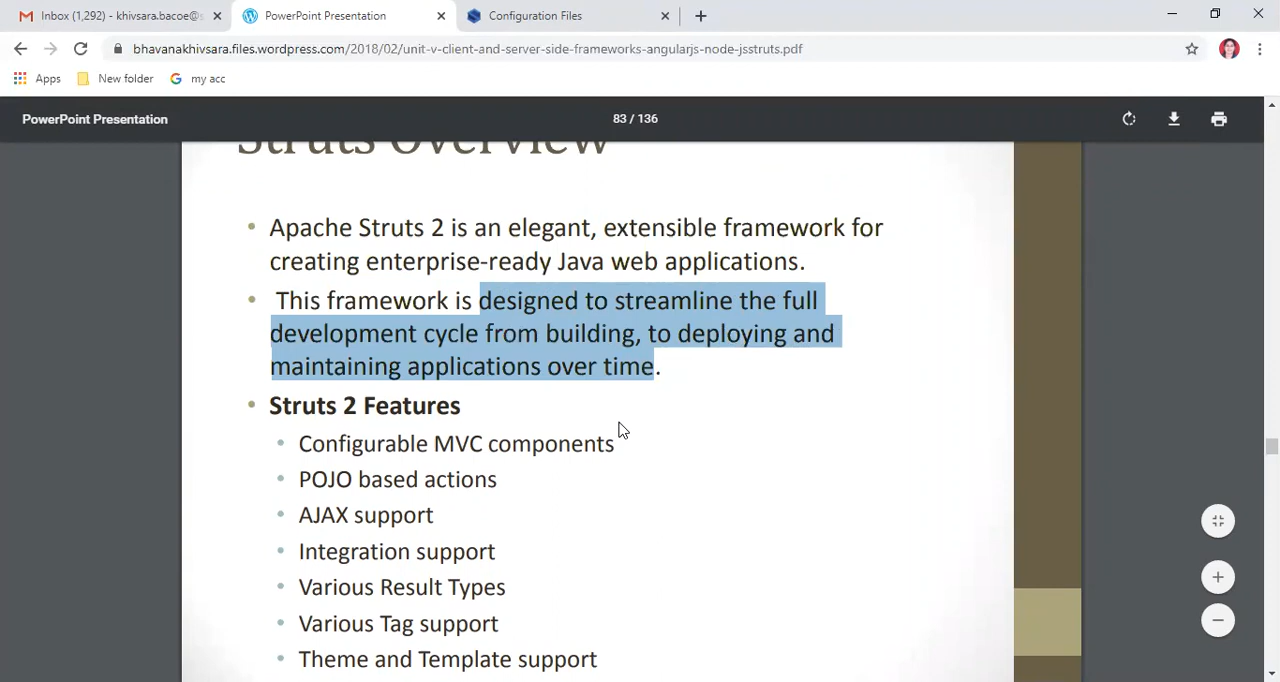 Inbox (1,292) - khivsara.bacoe@s
PowerPoint Presentation
Configuration Files
bhavanakhivsara.files.wordpress.com/2018/02/unit-v-client-and-server-side-frameworks-angularjs-node-jsstruts.pdf
Apps
New folder
my acc
PowerPoint Presentation
83 / 136
Struts Overview
• Apache Struts 2 is an elegant, extensible framework for
creating enterprise-ready Java web applications.
• This framework is designed to streamline the full
development cycle from building, to deploying and
maintaining applications over time.
• Struts 2 Features
• Configurable MVC components
• POJO based actions
• AJAX support
• Integration support
• Various Result Types
• Various Tag support
• Theme and Template support